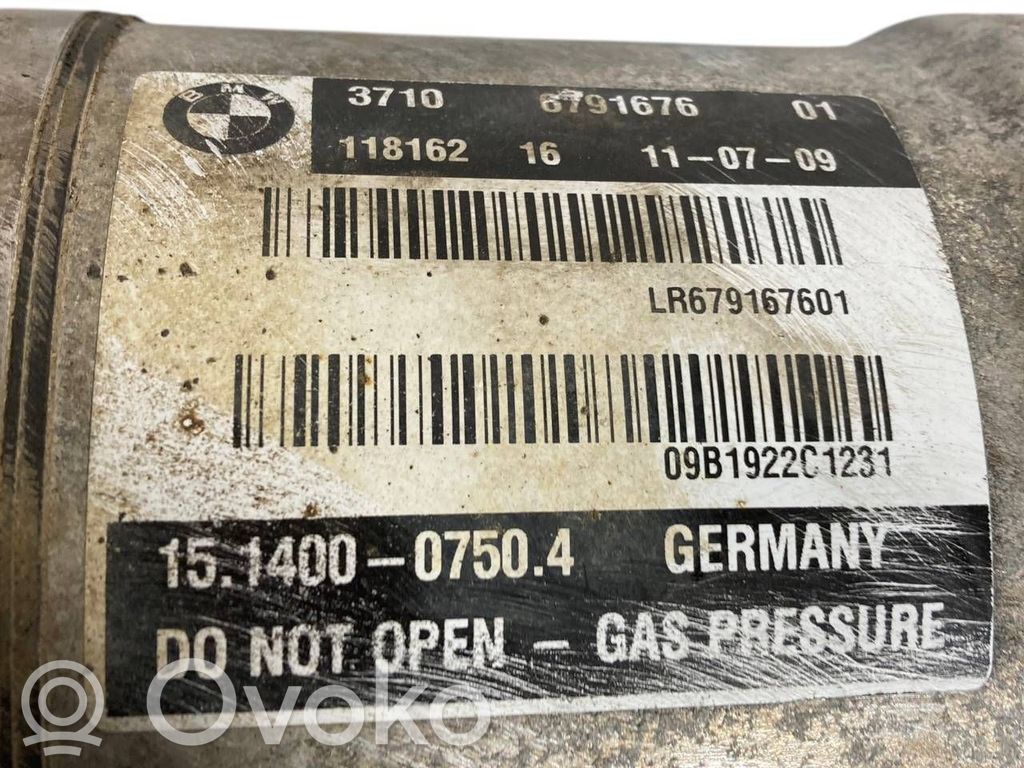 BMW
3710 6791676 01
118162 16 11-07-09
LR679167601
09B1922C1231
15.1400-0750.4 GERMANY
DO NOT OPEN - GAS PRESSURE
Ovoko